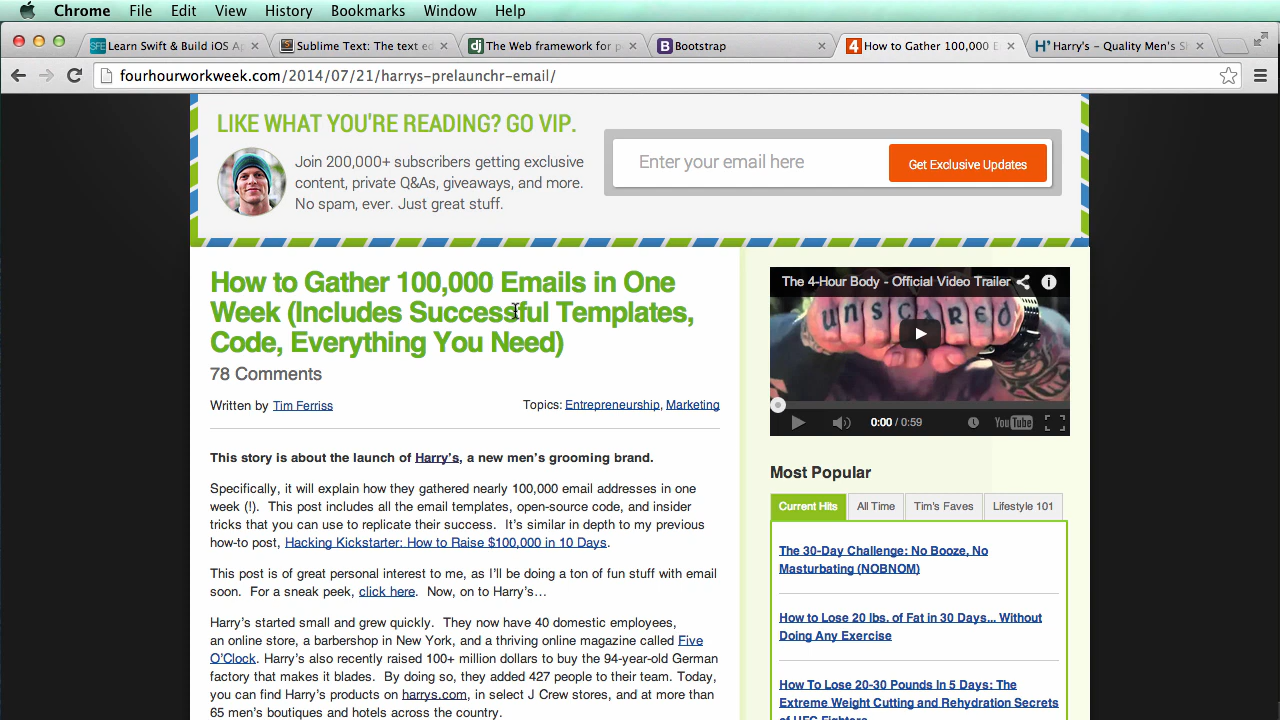 Chrome File Edit View History Bookmarks Window Help
Learn Swift & Build iOS Ap
Sublime Text: The text ed
The Web framework for p
Bootstrap
How to Gather 100,000 E
Harry's – Quality Men's Sh
fourhourworkweek.com/2014/07/21/harrys-prelaunchr-email/
LIKE WHAT YOU'RE READING? GO VIP.
Join 200,000+ subscribers getting exclusive
content, private Q&As, giveaways, and more.
No spam, ever. Just great stuff.
Enter your email here
Get Exclusive Updates
How to Gather 100,000 Emails in One
Week (Includes Successful Templates,
Code, Everything You Need)
78 Comments
Written by Tim Ferriss
Topics: Entrepreneurship, Marketing
This story is about the launch of Harry's, a new men's grooming brand.
Specifically, it will explain how they gathered nearly 100,000 email addresses in one
week (!). This post includes all the email templates, open-source code, and insider
tricks that you can use to replicate their success. It's similar in depth to my previous
how-to post, Hacking Kickstarter: How to Raise $100,000 in 10 Days.
This post is of great personal interest to me, as I'll be doing a ton of fun stuff with email
soon. For a sneak peek, click here. Now, on to Harry's…
Harry's started small and grew quickly. They now have 40 domestic employees,
an online store, a barbershop in New York, and a thriving online magazine called Five
O'Clock. Harry's also recently raised 100+ million dollars to buy the 94-year-old German
factory that makes it blades. By doing so, they added 427 people to their team. Today,
you can find Harry's products on harrys.com, in select J Crew stores, and at more than
65 men's boutiques and hotels across the country.
The 4-Hour Body - Official Video Trailer
UNSCARED
0:00 / 0:59
YouTube
Most Popular
Current Hits
All Time
Tim's Faves
Lifestyle 101
The 30-Day Challenge: No Booze, No
Masturbating (NOBNOM)
How to Lose 20 lbs. of Fat in 30 Days... Without
Doing Any Exercise
How To Lose 20-30 Pounds In 5 Days: The
Extreme Weight Cutting and Rehydration Secrets
of UFC Fighters